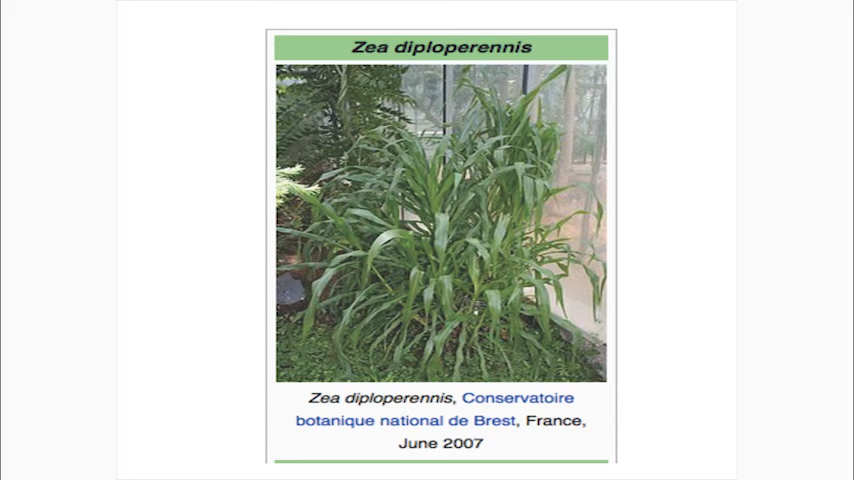 Zea diploperennis
Zea diploperennis, Conservatoire
botanique national de Brest, France,
June 2007